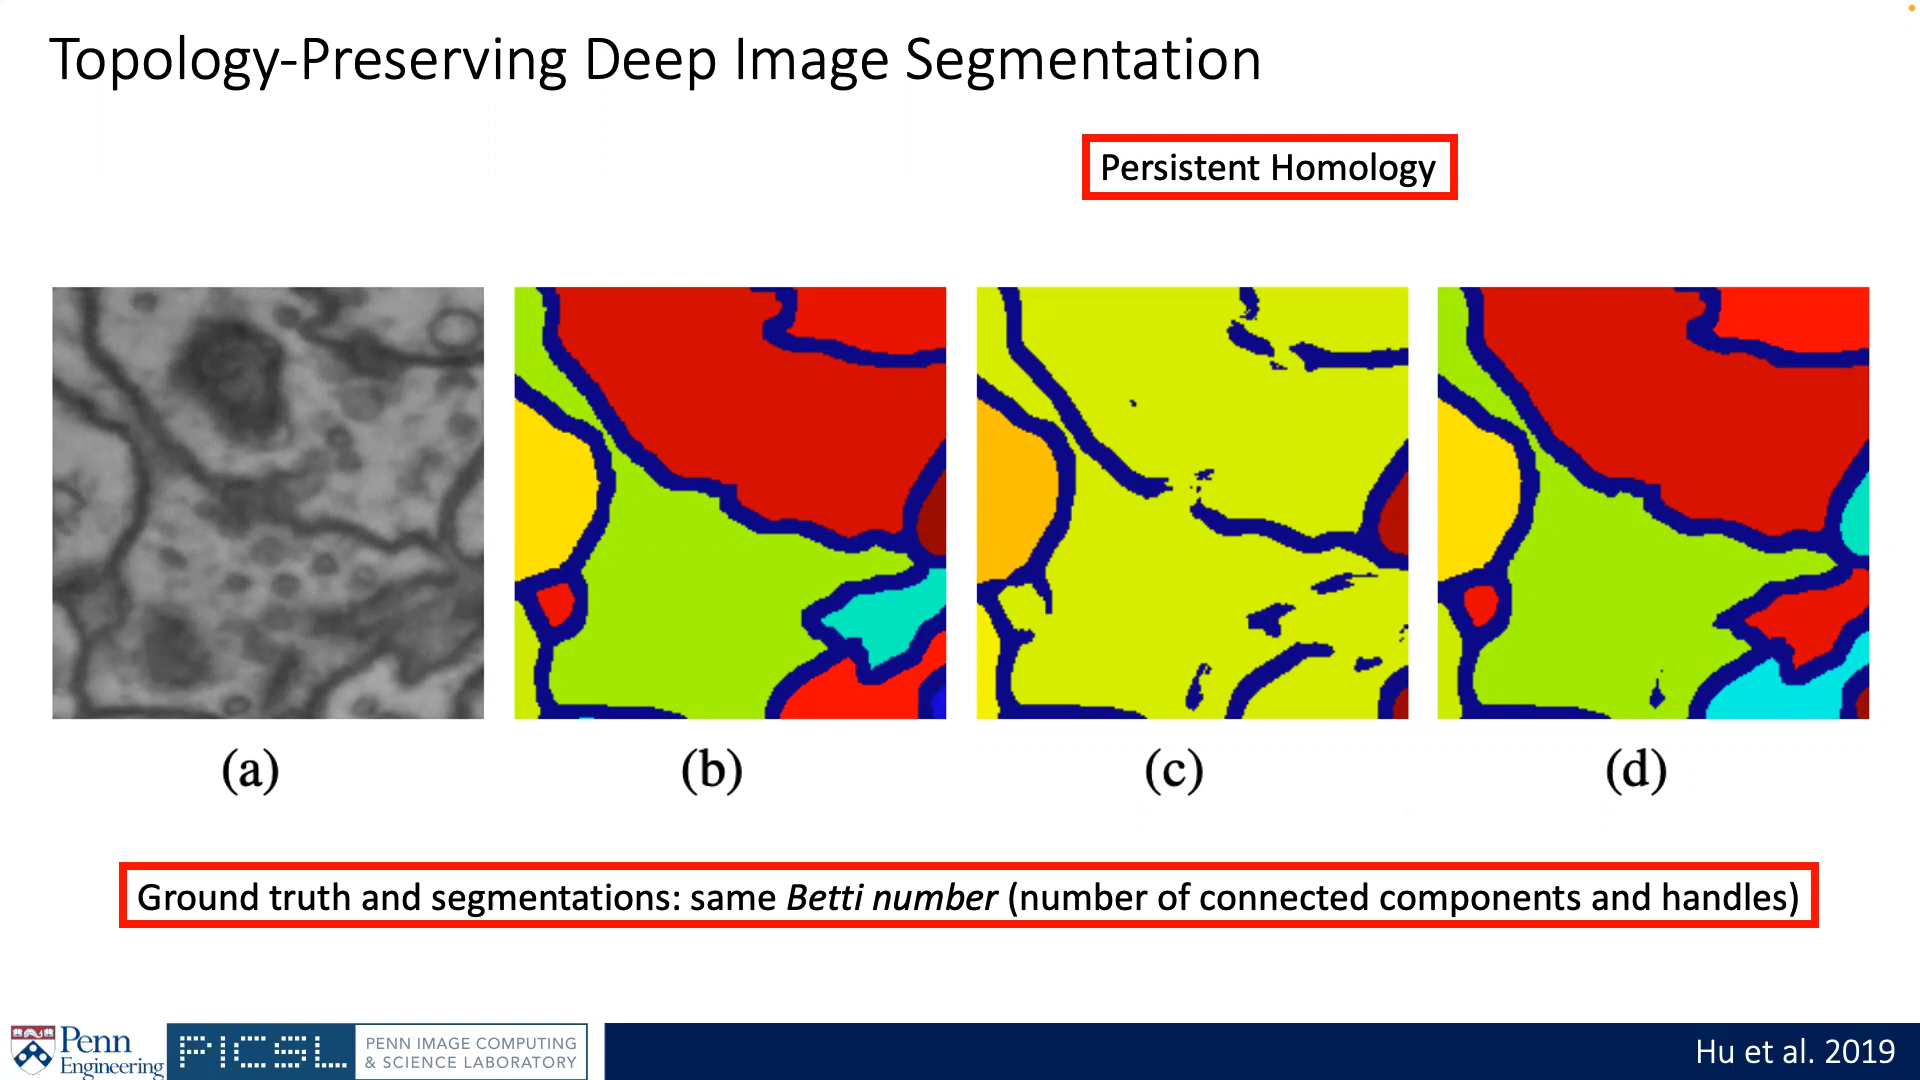 Topology-Preserving Deep Image Segmentation
Persistent Homology
(a)
(b)
(c)
(d)
Ground truth and segmentations: same Betti number (number of connected components and handles)
Penn
Engineering
PICSL
PENN IMAGE COMPUTING
& SCIENCE LABORATORY
Hu et al. 2019